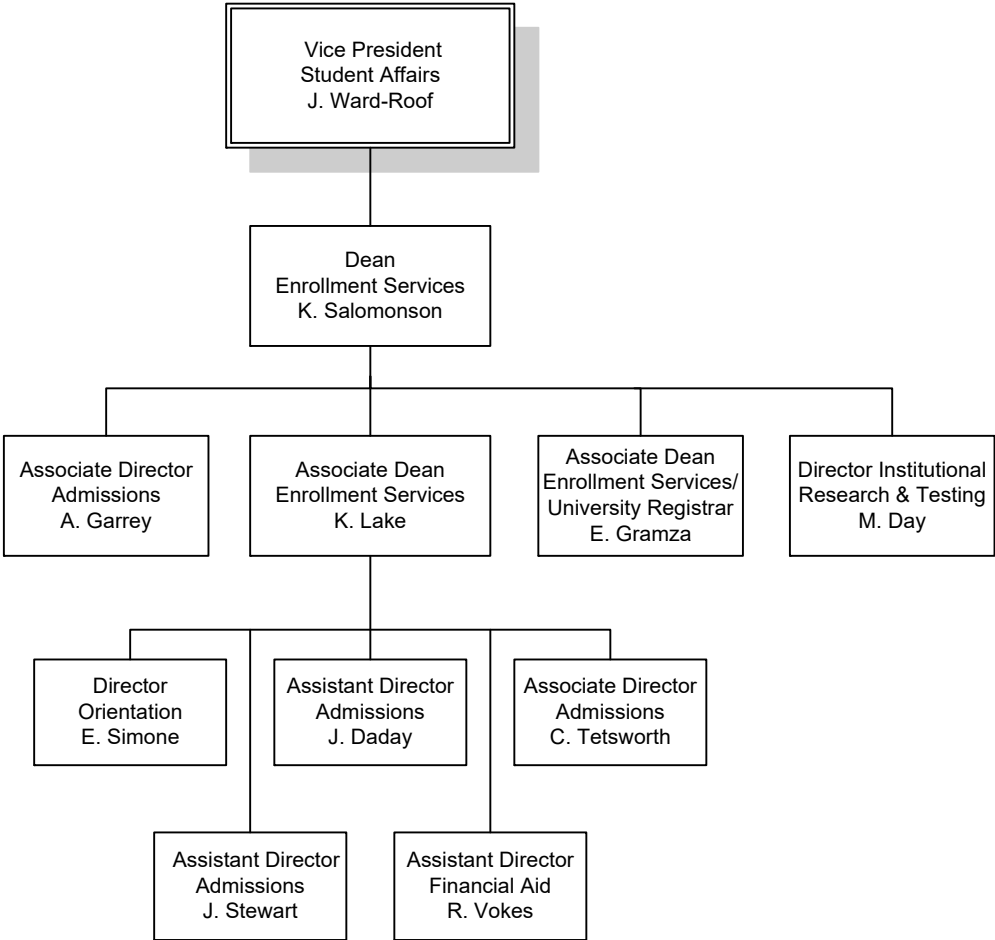 Vice President
Student Affairs
J. Ward-Roof
Dean
Enrollment Services
K. Salomonson
Associate Director
Admissions
A. Garrey
Associate Dean
Enrollment Services
K. Lake
Associate Dean
Enrollment Services/
University Registrar
E. Gramza
Director Institutional
Research & Testing
M. Day
Director
Orientation
E. Simone
Assistant Director
Admissions
J. Daday
Associate Director
Admissions
C. Tetsworth
Assistant Director
Admissions
J. Stewart
Assistant Director
Financial Aid
R. Vokes